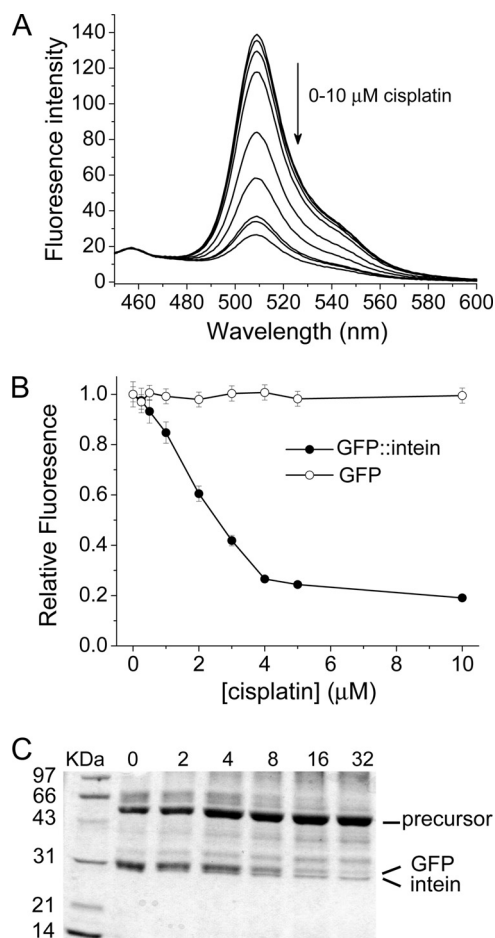 A
Fluoresence intensity
140
120
100
80
60
40
20
0
0-10 μM cisplatin
460 480 500 520 540 560 580 600
Wavelength (nm)
B
Relative Fluorescence
1.0
0.8
0.6
0.4
0.2
0.0
GFP::intein
GFP
0 2 4 6 8 10
[cisplatin] (μM)
C
KDa 0 2 4 8 16 32
97
66
43
31
21
14
precursor
GFP
intein